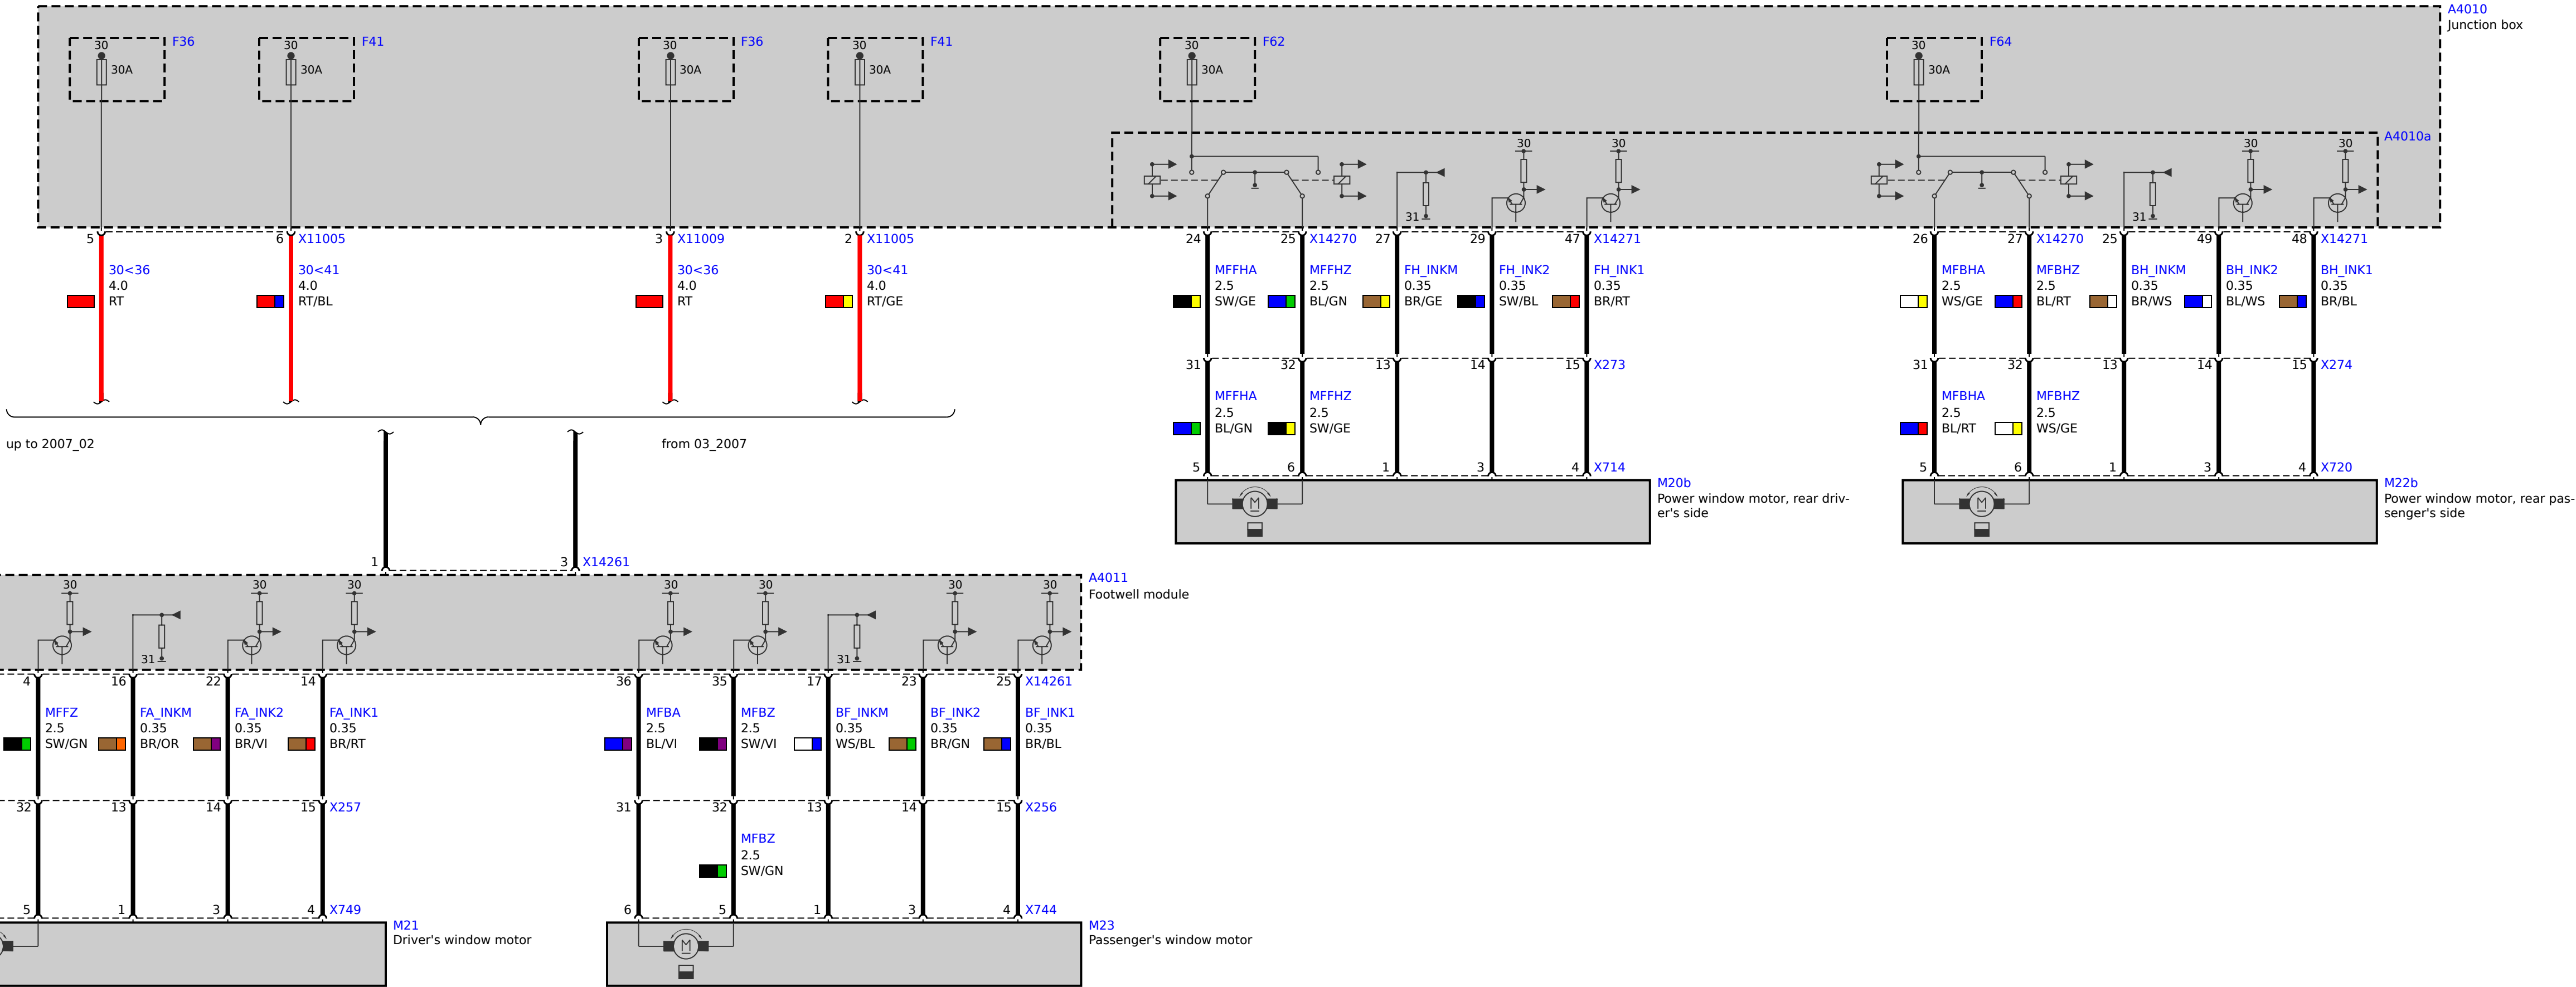 A4010
Junction box
30 F36
30A
30 F41
30A
30 F36
30A
30 F41
30A
30 F62
30A
30 F64
30A
A4010a
31 30 30
31 30 30
5 6 X11005
3 X11009
2 X11005
24 25 X14270 27 29 47 X14271
26 27 X14270 25 49 48 X14271
30<36
4.0
RT
30<41
4.0
RT/BL
30<36
4.0
RT
30<41
4.0
RT/GE
MFFHA
2.5
SW/GE
MFFHZ
2.5
BL/GN
FH_INKM
0.35
BR/GE
FH_INK2
0.35
SW/BL
FH_INK1
0.35
BR/RT
MFBHA
2.5
WS/GE
MFBHZ
2.5
BL/RT
BH_INKM
0.35
BR/WS
BH_INK2
0.35
BL/WS
BH_INK1
0.35
BR/BL
31 32 13 14 15 X273
31 32 13 14 15 X274
MFFHA
2.5
BL/GN
MFFHZ
2.5
SW/GE
MFBHA
2.5
BL/RT
MFBHZ
2.5
WS/GE
up to 2007_02
from 03_2007
5 6 1 3 4 X714
5 6 1 3 4 X720
M
M20b
Power window motor, rear driv-
er's side
M
M22b
Power window motor, rear pas-
senger's side
1 3 X14261
A4011
Footwell module
30 31 30 30
30 30 31 30 30
4 16 22 14
36 35 17 23 25 X14261
MFFZ
2.5
SW/GN
FA_INKM
0.35
BR/OR
FA_INK2
0.35
BR/VI
FA_INK1
0.35
BR/RT
MFBA
2.5
BL/VI
MFBZ
2.5
SW/VI
BF_INKM
0.35
WS/BL
BF_INK2
0.35
BR/GN
BF_INK1
0.35
BR/BL
32 13 14 15 X257
31 32 13 14 15 X256
MFBZ
2.5
SW/GN
5 1 3 4 X749
6 5 1 3 4 X744
M21
Driver's window motor
M
M23
Passenger's window motor